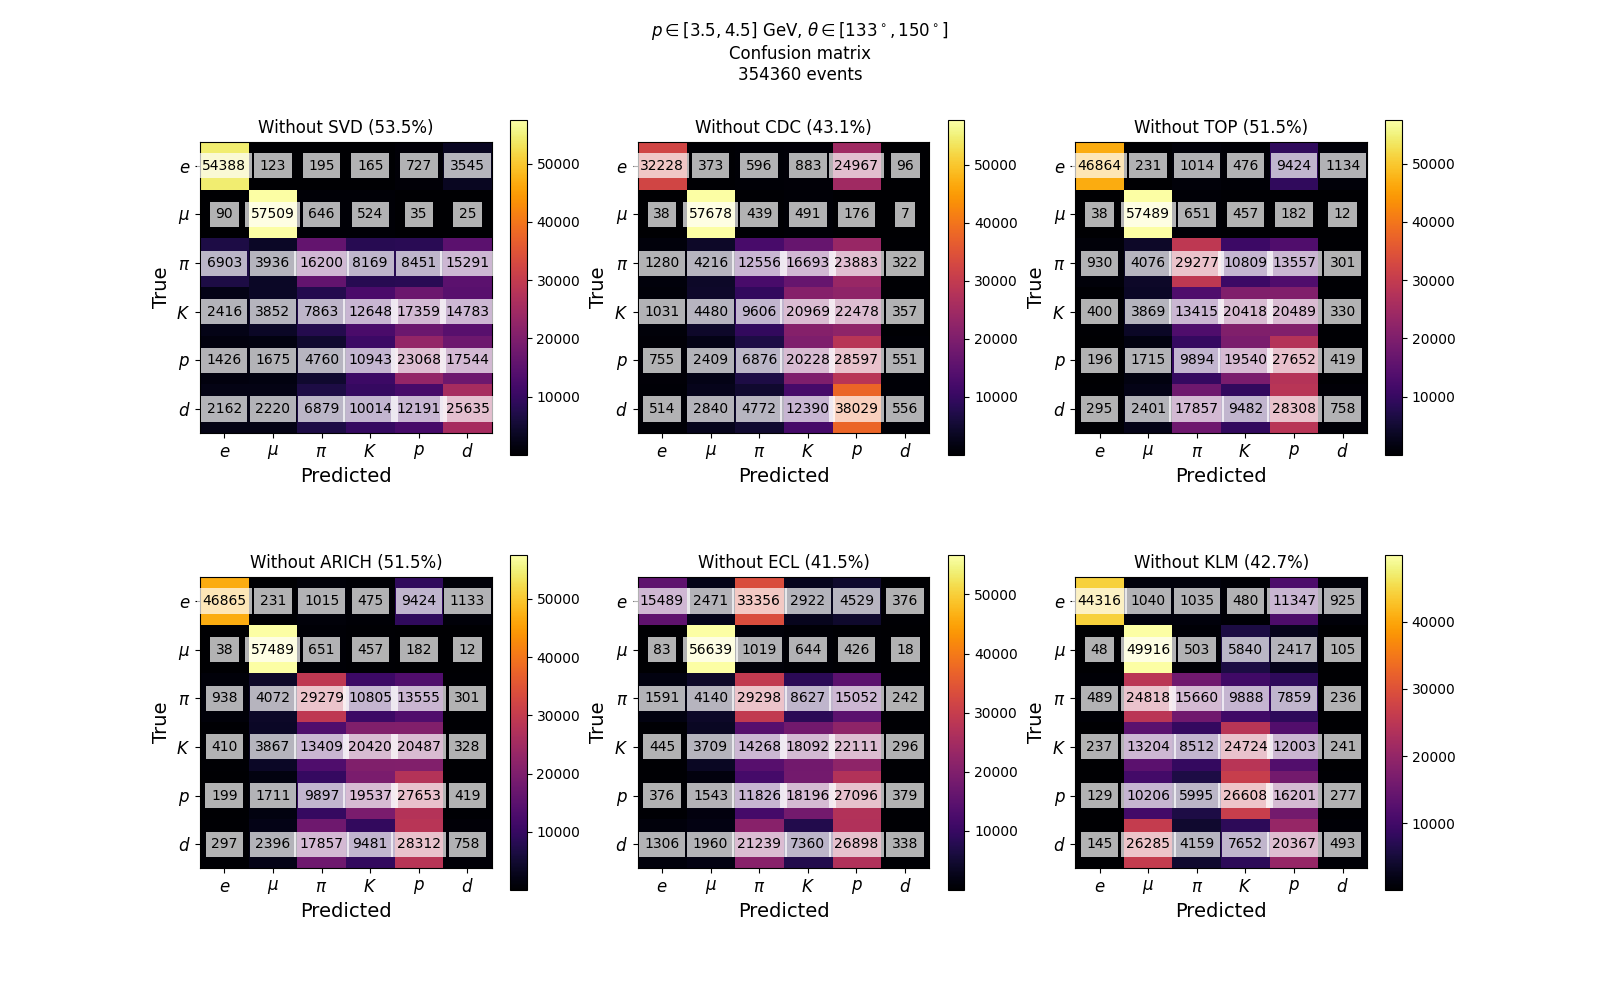 p ∈ [3.5, 4.5] GeV, θ ∈ [133°, 150°]
Confusion matrix
354360 events
Without SVD (53.5%)
True
e 54388 123 195 165 727 3545
μ 90 57509 646 524 35 25
π 6903 3936 16200 8169 8451 15291
K 2416 3852 7863 12648 17359 14783
p 1426 1675 4760 10943 23068 17544
d 2162 2220 6879 10014 12191 25635
e μ π K p d
Predicted
50000
40000
30000
20000
10000
Without CDC (43.1%)
True
e 32228 373 596 883 24967 96
μ 38 57678 439 491 176 7
π 1280 4216 12556 16693 23883 322
K 1031 4480 9606 20969 22478 357
p 755 2409 6876 20228 28597 551
d 514 2840 4772 12390 38029 556
e μ π K p d
Predicted
50000
40000
30000
20000
10000
Without TOP (51.5%)
True
e 46864 231 1014 476 9424 1134
μ 38 57489 651 457 182 12
π 930 4076 29277 10809 13557 301
K 400 3869 13415 20418 20489 330
p 196 1715 9894 19540 27652 419
d 295 2401 17857 9482 28308 758
e μ π K p d
Predicted
50000
40000
30000
20000
10000
Without ARICH (51.5%)
True
e 46865 231 1015 475 9424 1133
μ 38 57489 651 457 182 12
π 938 4072 29279 10805 13555 301
K 410 3867 13409 20420 20487 328
p 199 1711 9897 19537 27653 419
d 297 2396 17857 9481 28312 758
e μ π K p d
Predicted
50000
40000
30000
20000
10000
Without ECL (41.5%)
True
e 15489 2471 33356 2922 4529 376
μ 83 56639 1019 644 426 18
π 1591 4140 29298 8627 15052 242
K 445 3709 14268 18092 22111 296
p 376 1543 11826 18196 27096 379
d 1306 1960 21239 7360 26898 338
e μ π K p d
Predicted
50000
40000
30000
20000
10000
Without KLM (42.7%)
True
e 44316 1040 1035 480 11347 925
μ 48 49916 503 5840 2417 105
π 489 24818 15660 9888 7859 236
K 237 13204 8512 24724 12003 241
p 129 10206 5995 26608 16201 277
d 145 26285 4159 7652 20367 493
e μ π K p d
Predicted
40000
30000
20000
10000